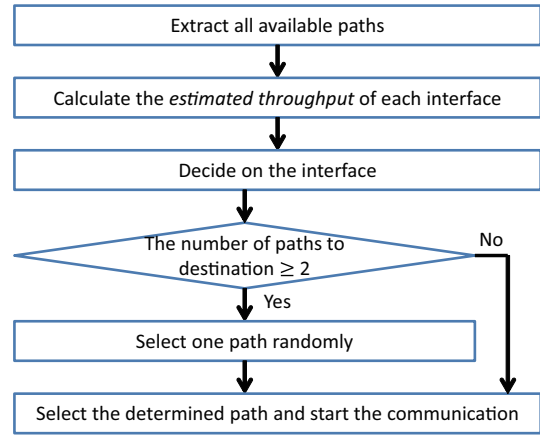 Extract all available paths
Calculate the estimated throughput of each interface
Decide on the interface
The number of paths to
destination ≥ 2
No
Yes
Select one path randomly
Select the determined path and start the communication